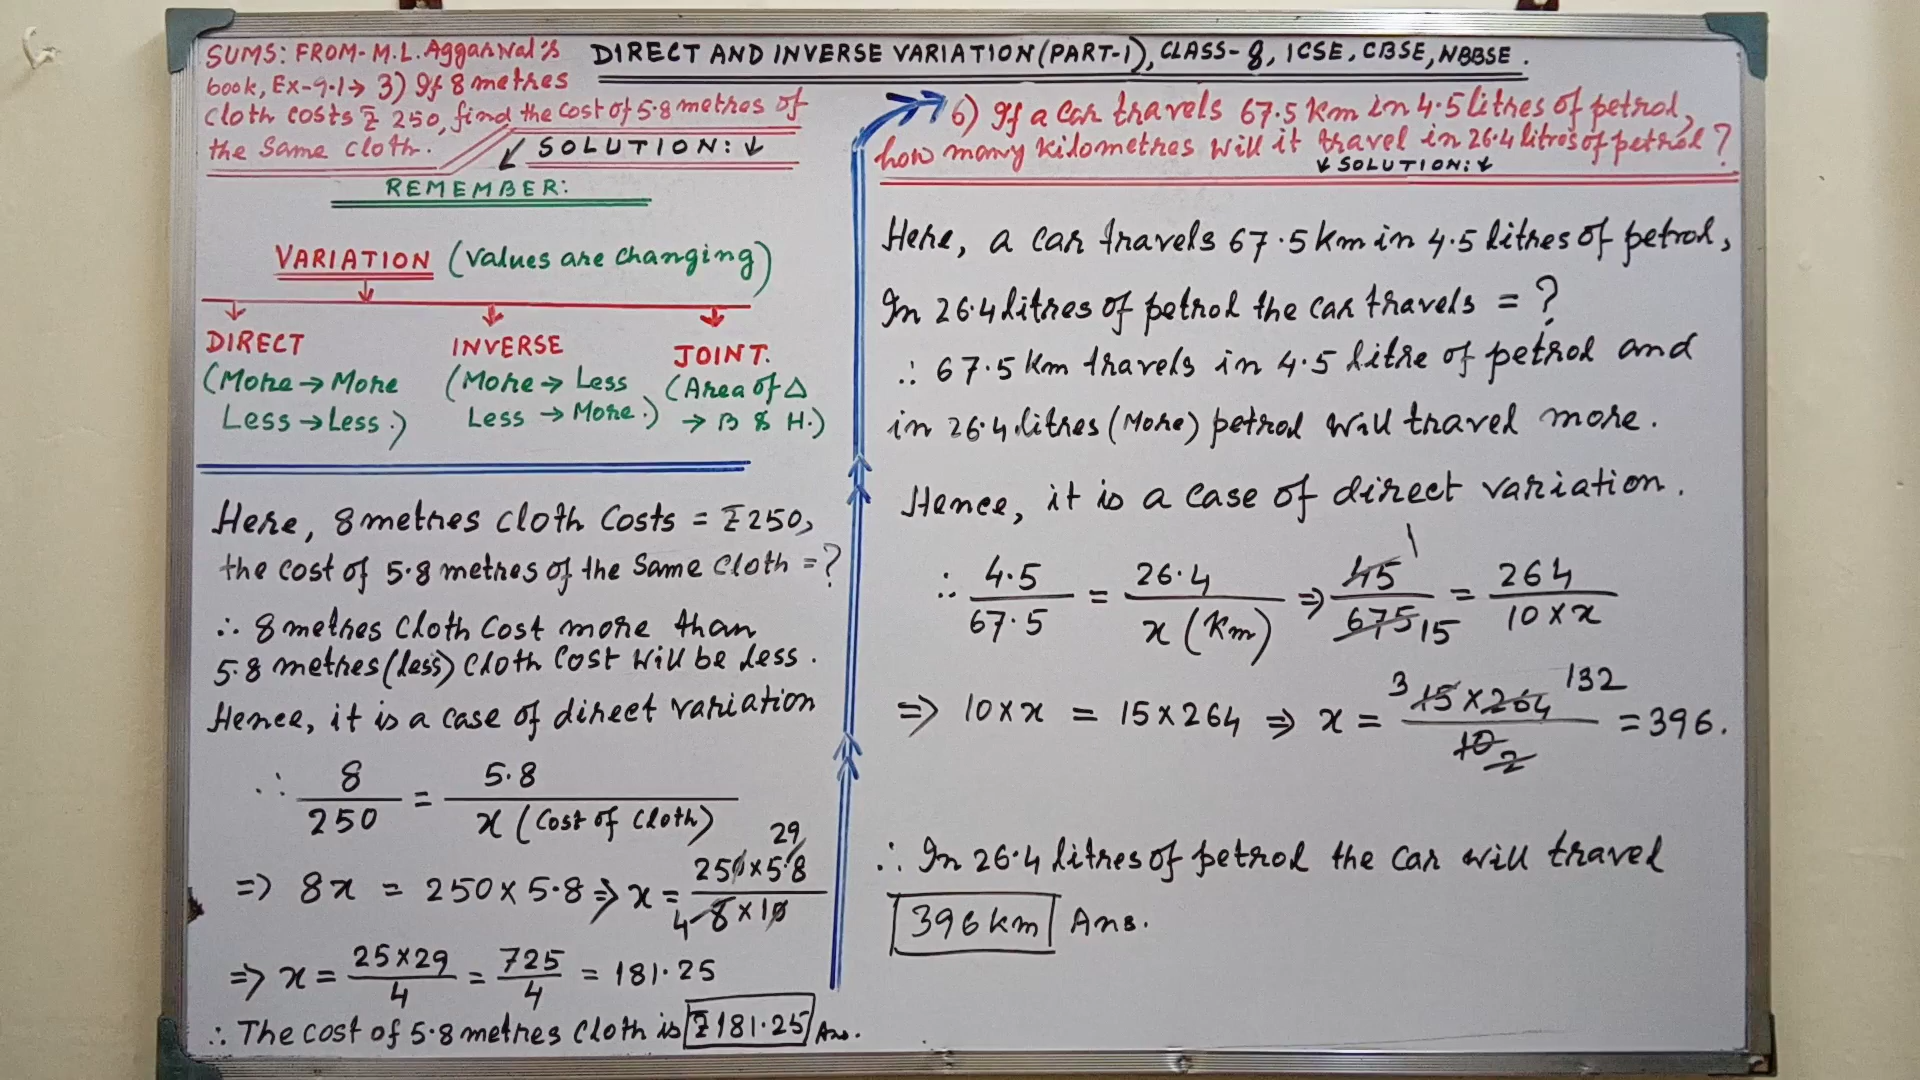 DIRECT AND INVERSE VARIATION (PART-1), CLASS-8, ICSE, CBSE, NBBSE.
SUMS: FROM- M.L. Aggarwal's
book, Ex-9.1→ 3) If 8 metres
cloth costs ₹ 250, find the cost of 5.8 metres of
the same cloth.
↙ SOLUTION: ↓
REMEMBER:
VARIATION (values are changing)
DIRECT
(More → More
Less → Less.)
INVERSE
(More → Less
Less → More.)
JOINT.
(Area of △
→ B & H.)
Here, 8 metres cloth costs = ₹250,
the cost of 5.8 metres of the same cloth = ?
∴ 8 metres cloth cost more than
5.8 metres (less) cloth cost will be less.
Hence, it is a case of direct variation
∴ 8/250 = 5.8/x (cost of cloth)
⇒ 8x = 250 × 5.8 ⇒ x = 250 × 58 29 / 4 8 × 10
⇒ x = 25×29/4 = 725/4 = 181.25
∴ The cost of 5.8 metres cloth is ₹181.25 Ans.
6) If a car travels 67.5 km in 4.5 litres of petrol,
how many kilometres will it travel in 26.4 litres of petrol?
↓ SOLUTION: ↓
Here, a car travels 67.5 km in 4.5 litres of petrol,
In 26.4 litres of petrol the car travels = ?
∴ 67.5 km travels in 4.5 litre of petrol and
in 26.4 litres (More) petrol will travel more.
Hence, it is a case of direct variation.
∴ 4.5/67.5 = 26.4/x (km) ⇒ 45 1 / 675 15 = 264/10×x
⇒ 10×x = 15×264 ⇒ x = 3 15×264 132 / 10 2 = 396.
∴ In 26.4 litres of petrol the car will travel
396 km Ans.